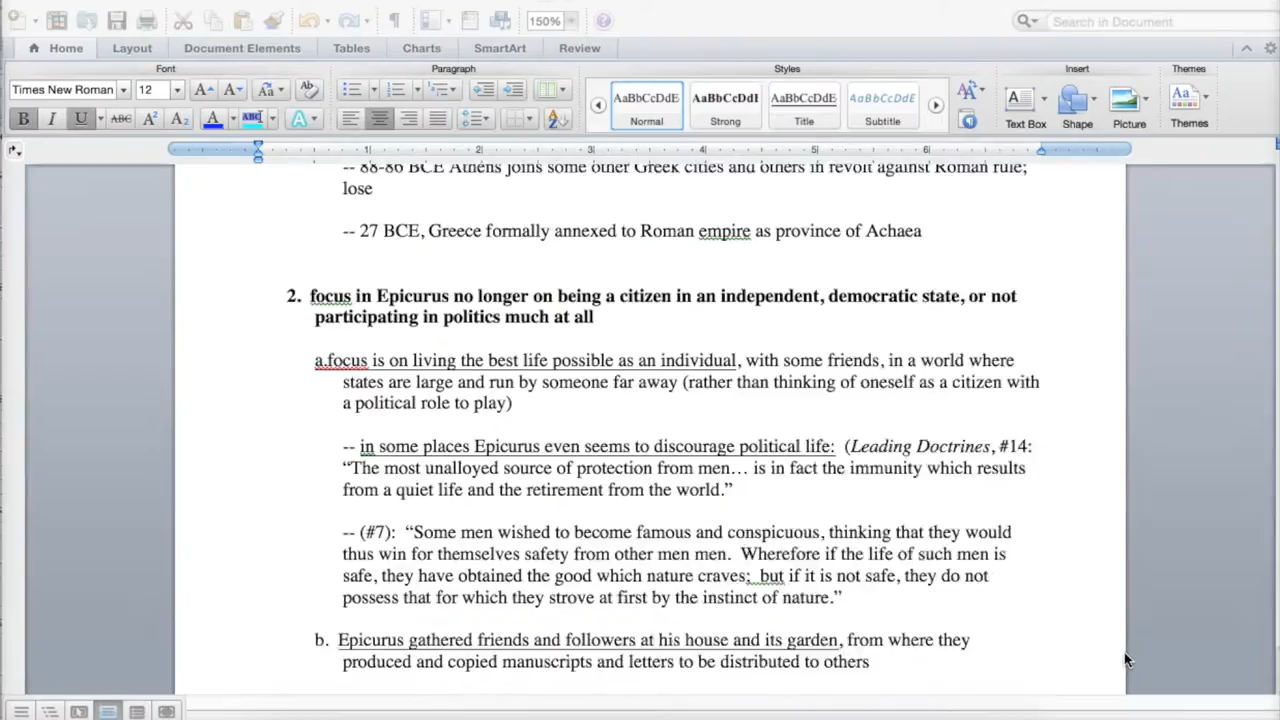 150%
Search in Document
Home Layout Document Elements Tables Charts SmartArt Review
Font Paragraph Styles Insert Themes
Times New Roman 12 AaBbCcDdE AaBbCcDdI AaBbCcDdE AaBbCcDdE
Normal Strong Title Subtitle Text Box Shape Picture Themes
1 2 3 4 5 6
-- 88-86 BCE Athens joins some other Greek cities and others in revolt against Roman rule;
lose
-- 27 BCE, Greece formally annexed to Roman empire as province of Achaea
2. focus in Epicurus no longer on being a citizen in an independent, democratic state, or not
participating in politics much at all
a.focus is on living the best life possible as an individual, with some friends, in a world where
states are large and run by someone far away (rather than thinking of oneself as a citizen with
a political role to play)
-- in some places Epicurus even seems to discourage political life: (Leading Doctrines, #14:
“The most unalloyed source of protection from men… is in fact the immunity which results
from a quiet life and the retirement from the world.”
-- (#7): “Some men wished to become famous and conspicuous, thinking that they would
thus win for themselves safety from other men men. Wherefore if the life of such men is
safe, they have obtained the good which nature craves; but if it is not safe, they do not
possess that for which they strove at first by the instinct of nature.”
b. Epicurus gathered friends and followers at his house and its garden, from where they
produced and copied manuscripts and letters to be distributed to others